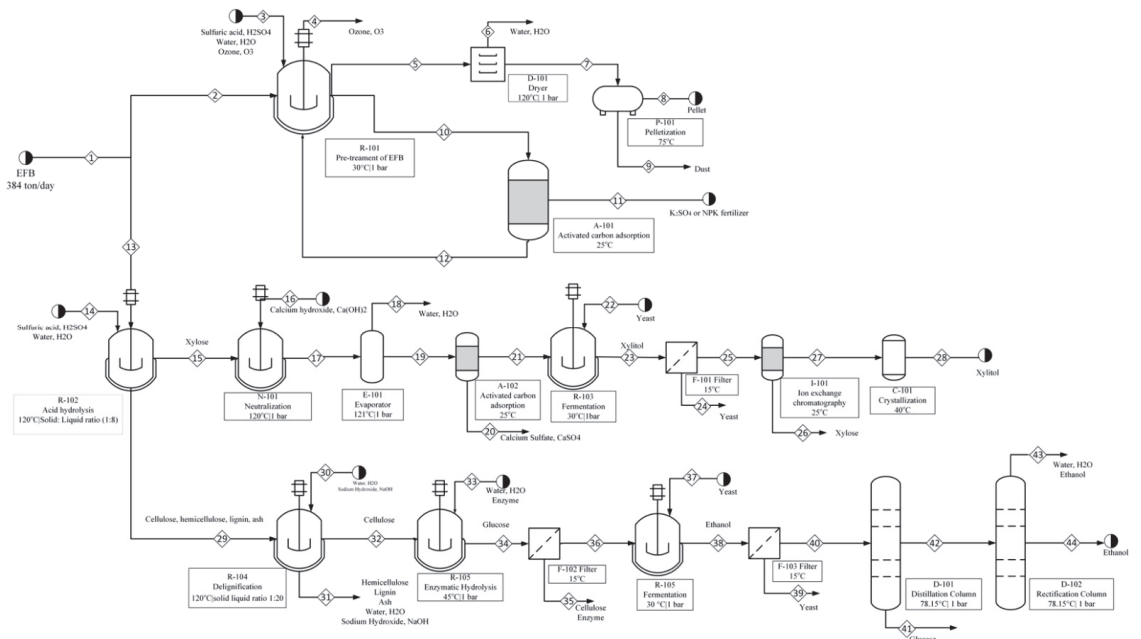 3
4
Sulfuric acid, H2SO4
Water, H2O
Ozone, O3
Ozone, O3
6
Water, H2O
2
5
7
D-101
Dryer
120°C| 1 bar
8
Pellet
P-101
Pelletization
75°C
9
Dust
1
EFB
384 ton/day
10
R-101
Pre-treament of EFB
30°C|1 bar
11
K2SO4 or NPK fertilizer
A-101
Activated carbon adsorption
25°C
12
13
14
Sulfuric acid, H2SO4
Water, H2O
16
Calcium hydroxide, Ca(OH)2
18
Water, H2O
22
Yeast
Xylose
15
17
19
21
Xylitol
23
25
27
28
Xylitol
R-102
Acid hydrolysis
120°C|Solid: Liquid ratio (1:8)
N-101
Neutralization
120°C|1 bar
E-101
Evaporator
121°C|1 bar
A-102
Activated carbon
adsorption
25°C
R-103
Fermentation
30°C|1bar
F-101 Filter
15°C
24
Yeast
I-101
Ion exchange
chromatography
25°C
C-101
Crystallization
40°C
20
Calcium Sulfate, CaSO4
26
Xylose
30
Water, H2O
Sodium Hydroxide, NaOH
33
Water, H2O
Enzyme
37
Yeast
43
Water, H2O
Ethanol
Cellulose, hemicellulose, lignin, ash
29
Cellulose
32
Glucose
34
36
Ethanol
38
40
42
44
Ethanol
R-104
Delignification
120°C|solid liquid ratio 1:20
31
Hemicellulose
Lignin
Ash
Water, H2O
Sodium Hydroxide, NaOH
R-105
Enzymatic Hydrolysis
45°C|1 bar
F-102 Filter
15°C
35
Cellulose
Enzyme
R-105
Fermentation
30 °C|1 bar
F-103 Filter
15°C
39
Yeast
D-101
Distillation Column
78.15°C| 1 bar
D-102
Rectification Column
78.15°C| 1 bar
41